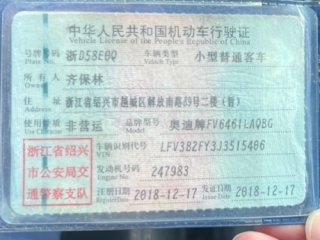 中华人民共和国机动车行驶证
Vehicle License of the People's Republic of China
号牌号码 浙D58E0Q 车辆类型 小型普通客车
Plate No. Vehicle Type
所有人 齐保林
Owner
住址 浙江省绍兴市越城区解放南路89号二楼(暂)
Address
使用性质 非营运 品牌型号 奥迪牌FV6461LAQBG
Use Character Model
浙江省绍兴 车辆识别代号 LFV3B2FY3J3515406
VIN
市公安局交 发动机号码 247983
Engine No.
通警察支队 注册日期 2018-12-17 发证日期 2018-12-17
Register Date Issue Date